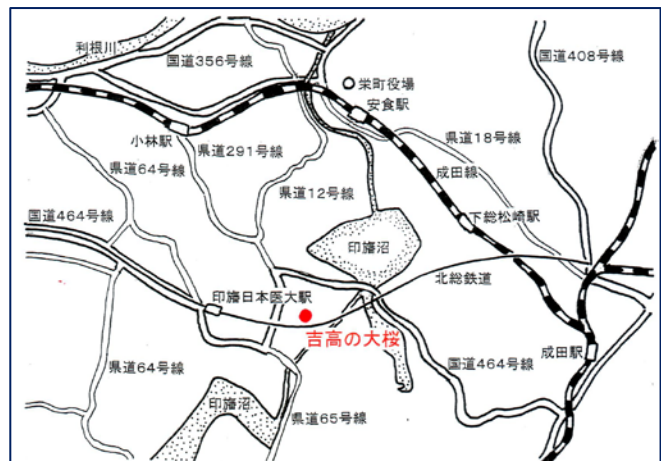 利根川
国道356号線
国道408号線
栄町役場
安食駅
小林駅
県道18号線
県道291号線
県道64号線
成田線
県道12号線
国道464号線
下総松崎駅
印旛沼
北総鉄道
印旛日本医大駅
吉高の大桜
成田駅
県道64号線
国道464号線
印旛沼
県道65号線